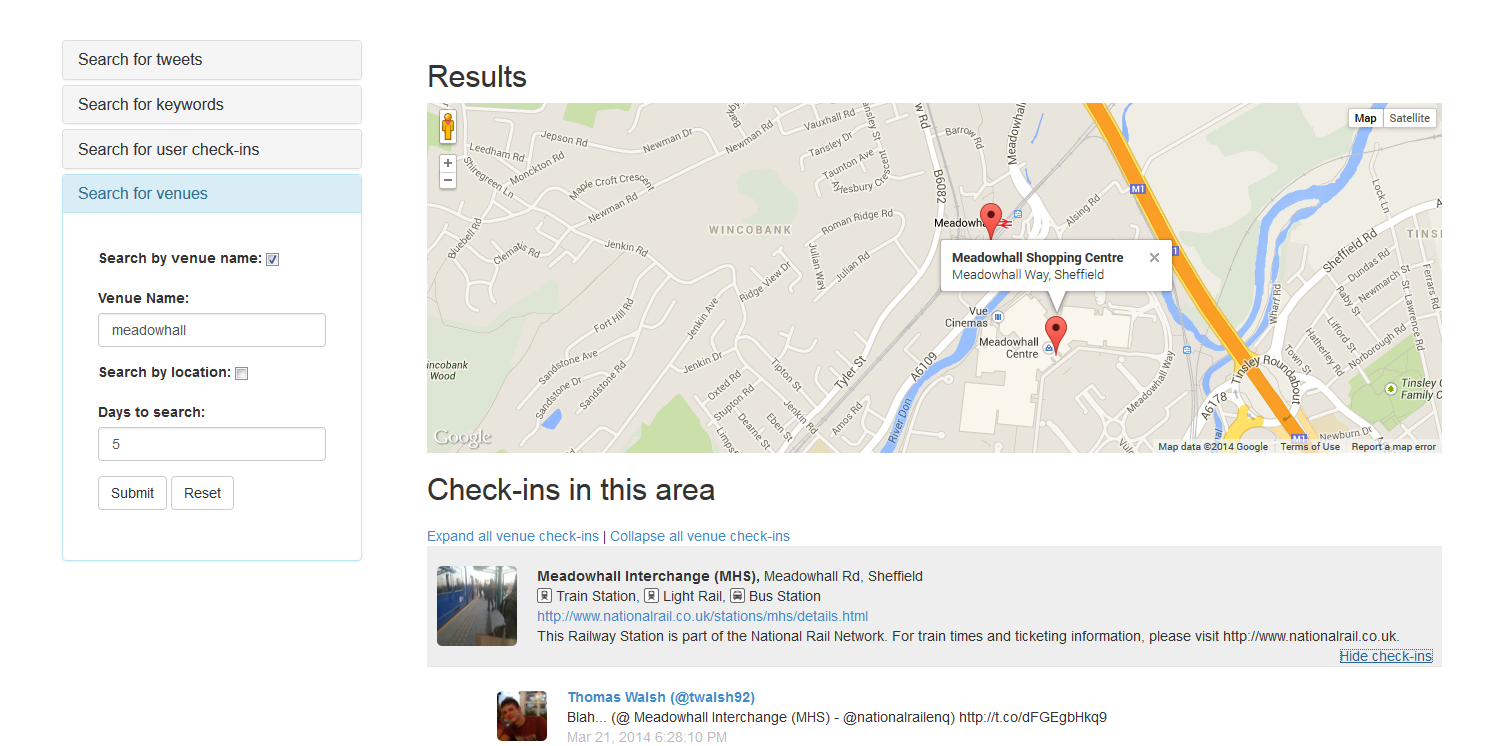 Search for tweets
Search for keywords
Search for user check-ins
Search for venues
Search by venue name:
Venue Name:
meadowhall
Search by location:
Days to search:
5
Submit
Reset
Results
Map
Satellite
Jepson Rd
Leedham Rd
Monckton Rd
Shiregreen Ln
Maple Croft Crescent
Newman Rd
Newman Dr
Newman Rd
Vauxhall Rd
Tansley St
Tansley Dr
Taunton Ave
Barrow Rd
Meadowhall
B6082
M1
Alsing Rd
Lock Ln
Bluebell Rd
WINCOBANK
Roman Ridge Rd
Meadowh
Jenkin Rd
Julian Way
Julian Rd
Ridge View Dr
Sheffield Rd
TINS
Dundas Rd
Newmarch St
Ferrars Rd
Raby St
St. Lawrence Rd
Meadowhall Shopping Centre
Meadowhall Way, Sheffield
Fort Hill Rd
Jenkin Ave
Wharf Rd
Vue
Cinemas
Meadowhall
Centre
Lifford St
Hatherley Rd
Norborough Rd
incobank
Wood
Sandstone Ave
Sandstone Dr
Sandstone Rd
Jenkin Dr
Tipton St
Tyler St
A6109
Meadowhall Way
Meadowhall Rd
Tinsley Roundabout
Town St
Tinsley
Family C
Oxted Rd
Stupton Rd
Jenkin Rd
Amos Rd
Eben St
Dearne St
River Don
A6178
M1
Newburn Dr
Google
Map data ©2014 Google
Terms of Use
Report a map error
Check-ins in this area
Expand all venue check-ins | Collapse all venue check-ins
Meadowhall Interchange (MHS), Meadowhall Rd, Sheffield
Train Station, Light Rail, Bus Station
http://www.nationalrail.co.uk/stations/mhs/details.html
This Railway Station is part of the National Rail Network. For train times and ticketing information, please visit http://www.nationalrail.co.uk.
Hide check-ins
Thomas Walsh (@twalsh92)
Blah... (@ Meadowhall Interchange (MHS) - @nationalrailenq) http://t.co/dFGEgbHkq9
Mar 21, 2014 6:28:10 PM